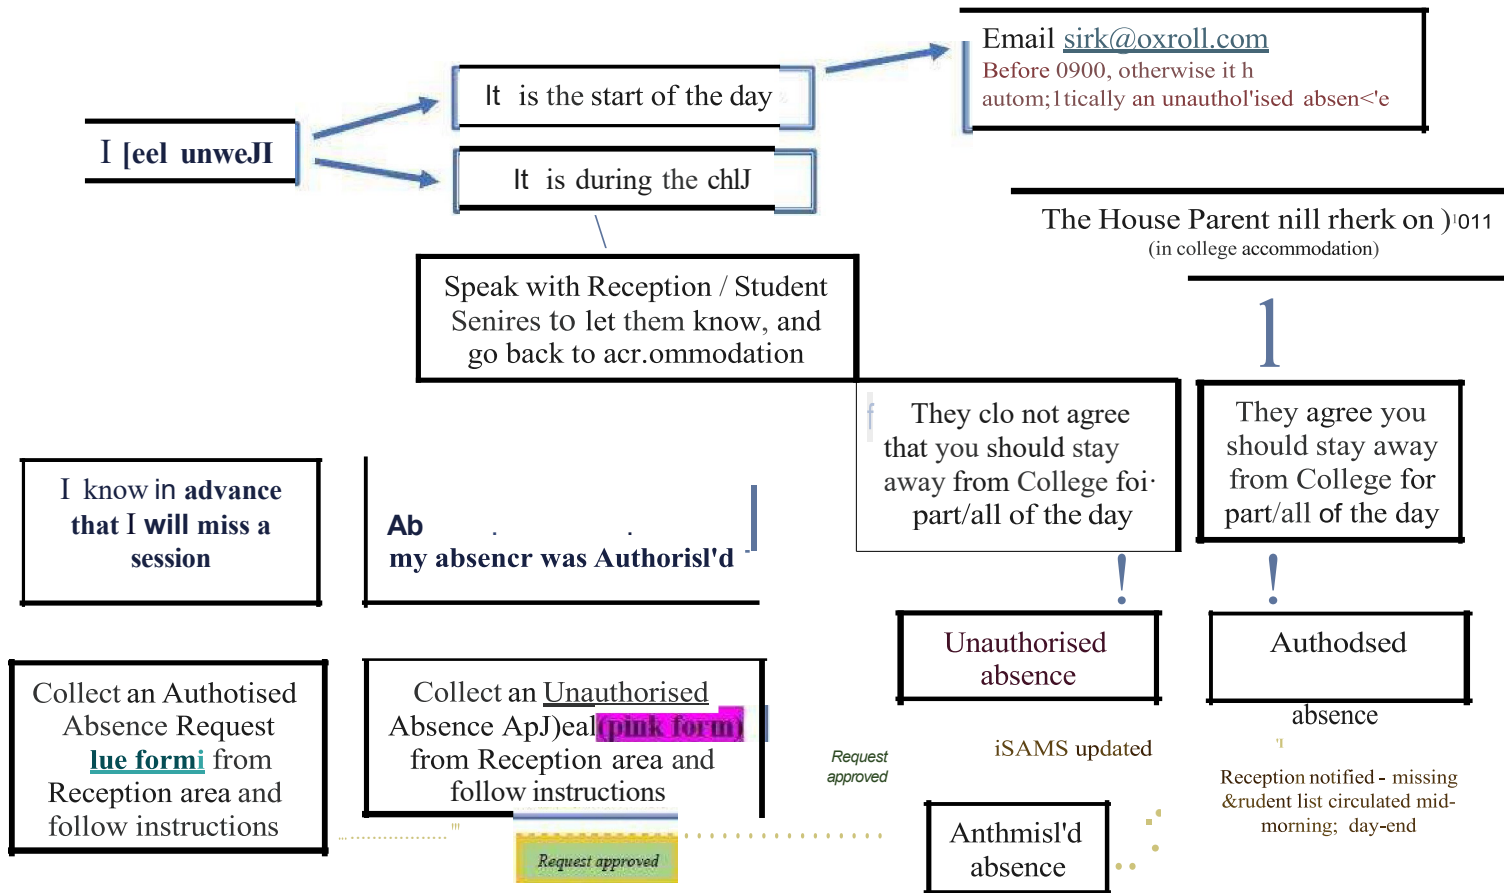 Email sirk@oxroll.com
Before 0900, otherwise it h
autom;1tically an unauthol'ised absen<'e
It is the start of the day
I [eel unweJI
It is during the chlJ
The House Parent nill rherk on )'011
(in college accommodation)
Speak with Reception / Student
Senires to let them know, and
go back to acr.ommodation
They clo not agree
that you should stay
away from College foi·
part/all of the day
They agree you
should stay away
from College for
part/all of the day
I know in advance
that I will miss a
session
Ab
my absencr was Authorisl'd
Unauthorised
absence
Authodsed
absence
Collect an Authotised
Absence Request
lue formi from
Reception area and
follow instructions
Collect an Unauthorised
Absence ApJ)eal(pink form)
from Reception area and
follow instructions
Request
approved
iSAMS updated
Reception notified - missing
&rudent list circulated mid-
morning; day-end
Anthmisl'd
absence
Request approved